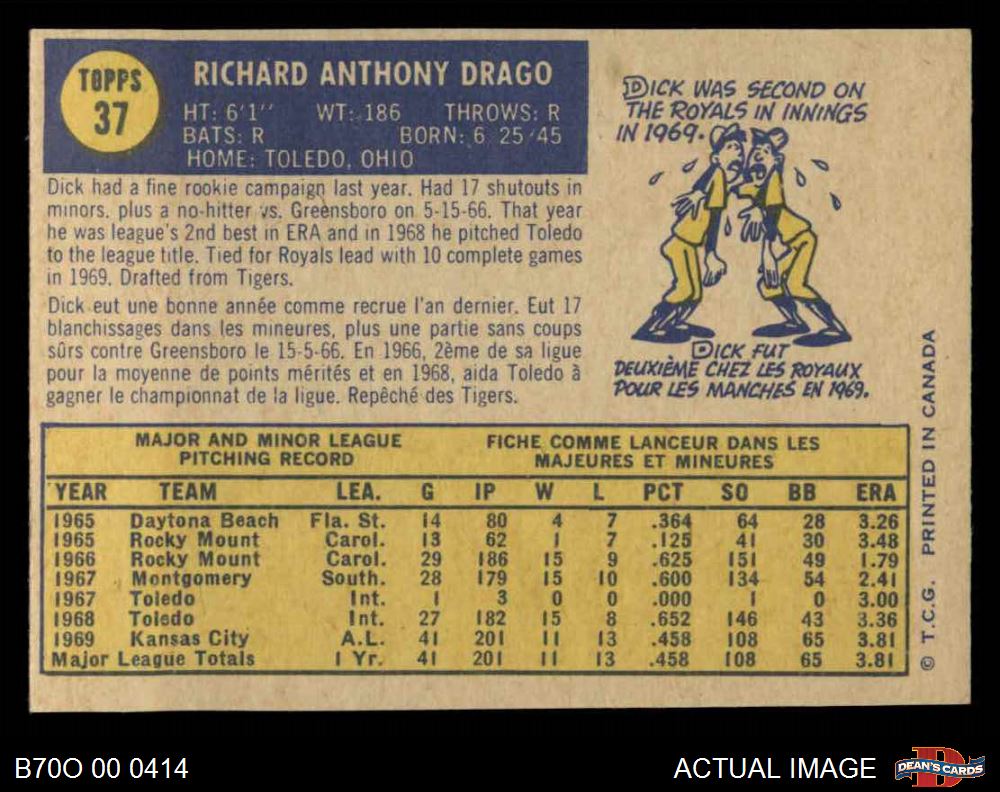 TOPPS
37
RICHARD ANTHONY DRAGO
HT: 6'1" WT: 186 THROWS: R
BATS: R BORN: 6 25 45
HOME: TOLEDO, OHIO
Dick had a fine rookie campaign last year. Had 17 shutouts in
minors, plus a no-hitter vs. Greensboro on 5-15-66. That year
he was league's 2nd best in ERA and in 1968 he pitched Toledo
to the league title. Tied for Royals lead with 10 complete games
in 1969. Drafted from Tigers.
Dick eut une bonne année comme recrue l'an dernier. Eut 17
blanchissages dans les mineures, plus une partie sans coups
sûrs contre Greensboro le 15-5-66. En 1966, 2ème de sa ligue
pour la moyenne de points mérités et en 1968, aida Toledo à
gagner le championnat de la ligue. Repêché des Tigers.
DICK WAS SECOND ON
THE ROYALS IN INNINGS
IN 1969.
DICK FUT
DEUXIÈME CHEZ LES ROYAUX
POUR LES MANCHES EN 1969.
MAJOR AND MINOR LEAGUE
PITCHING RECORD
FICHE COMME LANCEUR DANS LES
MAJEURES ET MINEURES
YEAR TEAM LEA. G IP W L PCT SO BB ERA
1965 Daytona Beach Fla. St. 14 80 4 7 .364 64 28 3.26
1965 Rocky Mount Carol. 13 62 1 7 .125 41 30 3.48
1966 Rocky Mount Carol. 29 186 15 9 .625 151 49 1.79
1967 Montgomery South. 28 179 15 10 .600 134 54 2.41
1967 Toledo Int. 1 3 0 0 .000 1 0 3.00
1968 Toledo Int. 27 182 15 8 .652 146 43 3.36
1969 Kansas City A.L. 41 201 11 13 .458 108 65 3.81
Major League Totals 1 Yr. 41 201 11 13 .458 108 65 3.81
© T.C.G. PRINTED IN CANADA
B70O 00 0414
ACTUAL IMAGE
DEAN'S CARDS